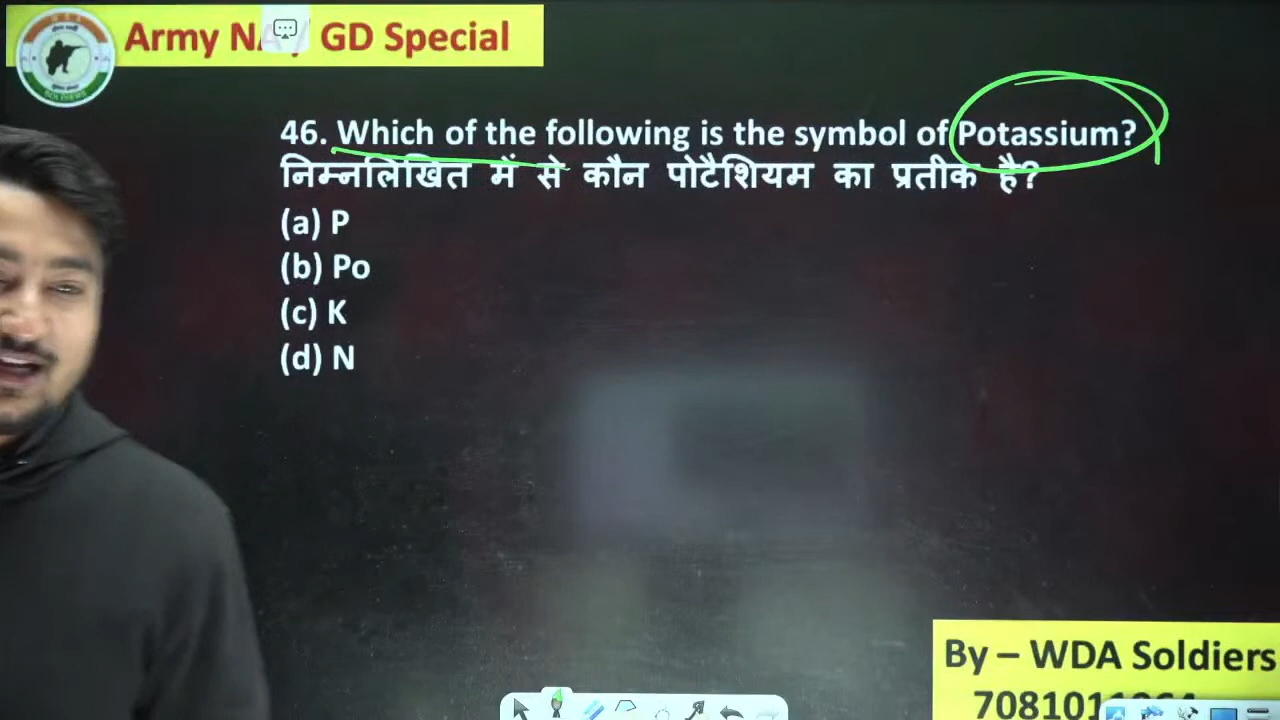 Army NAVY GD Special
46. Which of the following is the symbol of Potassium?
निम्नलिखित में से कौन पोटैशियम का प्रतीक है?
(a) P
(b) Po
(c) K
(d) N
By – WDA Soldiers